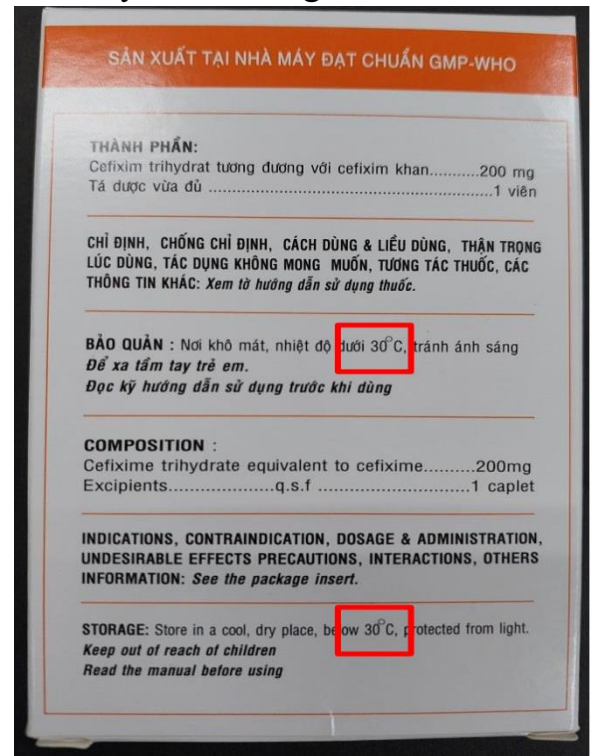 SẢN XUẤT TẠI NHÀ MÁY ĐẠT CHUẨN GMP-WHO
THÀNH PHẦN:
Cefixim trihydrat tương đương với cefixim khan...........200 mg
Tá dược vừa đủ ......................................................1 viên
CHỈ ĐỊNH, CHỐNG CHỈ ĐỊNH, CÁCH DÙNG & LIỀU DÙNG, THẬN TRỌNG
LÚC DÙNG, TÁC DỤNG KHÔNG MONG MUỐN, TƯƠNG TÁC THUỐC, CÁC
THÔNG TIN KHÁC: Xem tờ hướng dẫn sử dụng thuốc.
BẢO QUẢN : Nơi khô mát, nhiệt độ dưới 30°C, tránh ánh sáng
Để xa tầm tay trẻ em.
Đọc kỹ hướng dẫn sử dụng trước khi dùng
COMPOSITION :
Cefixime trihydrate equivalent to cefixime..........200mg
Excipients..................q.s.f ..........................1 caplet
INDICATIONS, CONTRAINDICATION, DOSAGE & ADMINISTRATION,
UNDESIRABLE EFFECTS PRECAUTIONS, INTERACTIONS, OTHERS
INFORMATION: See the package insert.
STORAGE: Store in a cool, dry place, below 30°C, protected from light.
Keep out of reach of children
Read the manual before using